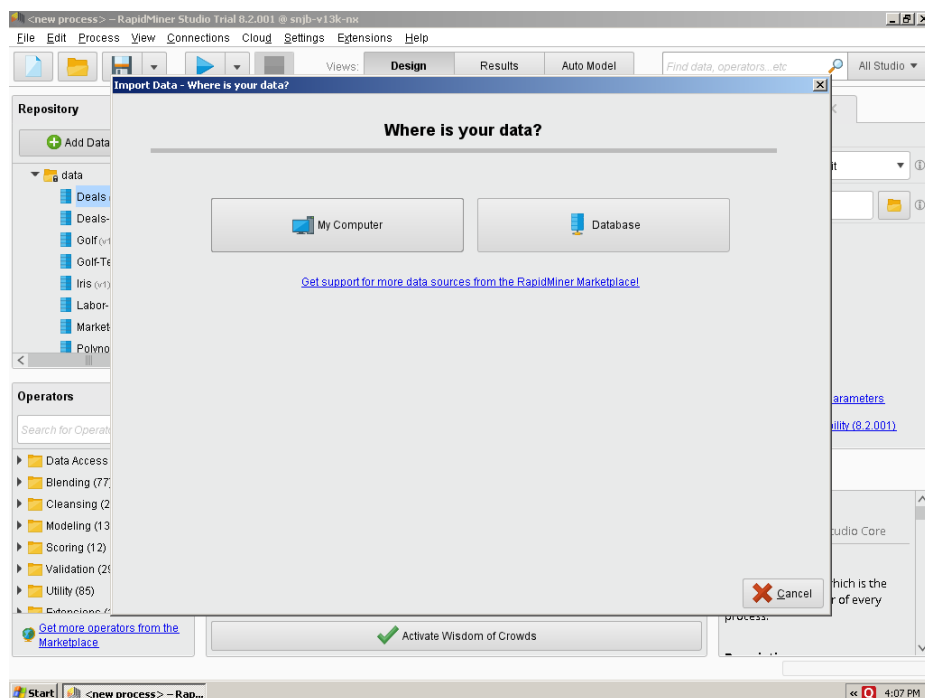 <new process> – RapidMiner Studio Trial 8.2.001 @ snjb-v13k-nx
File Edit Process View Connections Cloud Settings Extensions Help
Views: Design Results Auto Model Find data, operators...etc All Studio
Import Data - Where is your data?
Where is your data?
My Computer
Database
Get support for more data sources from the RapidMiner Marketplace!
Cancel
Repository
Add Data
data
Deals
Deals-
Golf (v1
Golf-Te
Iris (v1)
Labor-
Market
Polyno
Operators
Search for Operat
Data Access
Blending (77
Cleansing (2
Modeling (13
Scoring (12)
Validation (29
Utility (85)
Extensions (
Get more operators from the
Marketplace
Activate Wisdom of Crowds
it
arameters
ility (8.2.001)
tudio Core
hich is the
r of every
process.
Start <new process> – Rap... « 4:07 PM